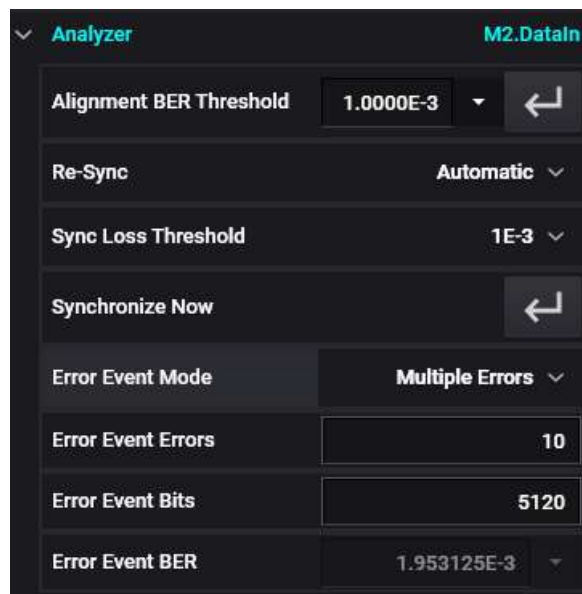 Analyzer M2.DataIn
Alignment BER Threshold 1.0000E-3
Re-Sync Automatic
Sync Loss Threshold 1E-3
Synchronize Now
Error Event Mode Multiple Errors
Error Event Errors 10
Error Event Bits 5120
Error Event BER 1.953125E-3